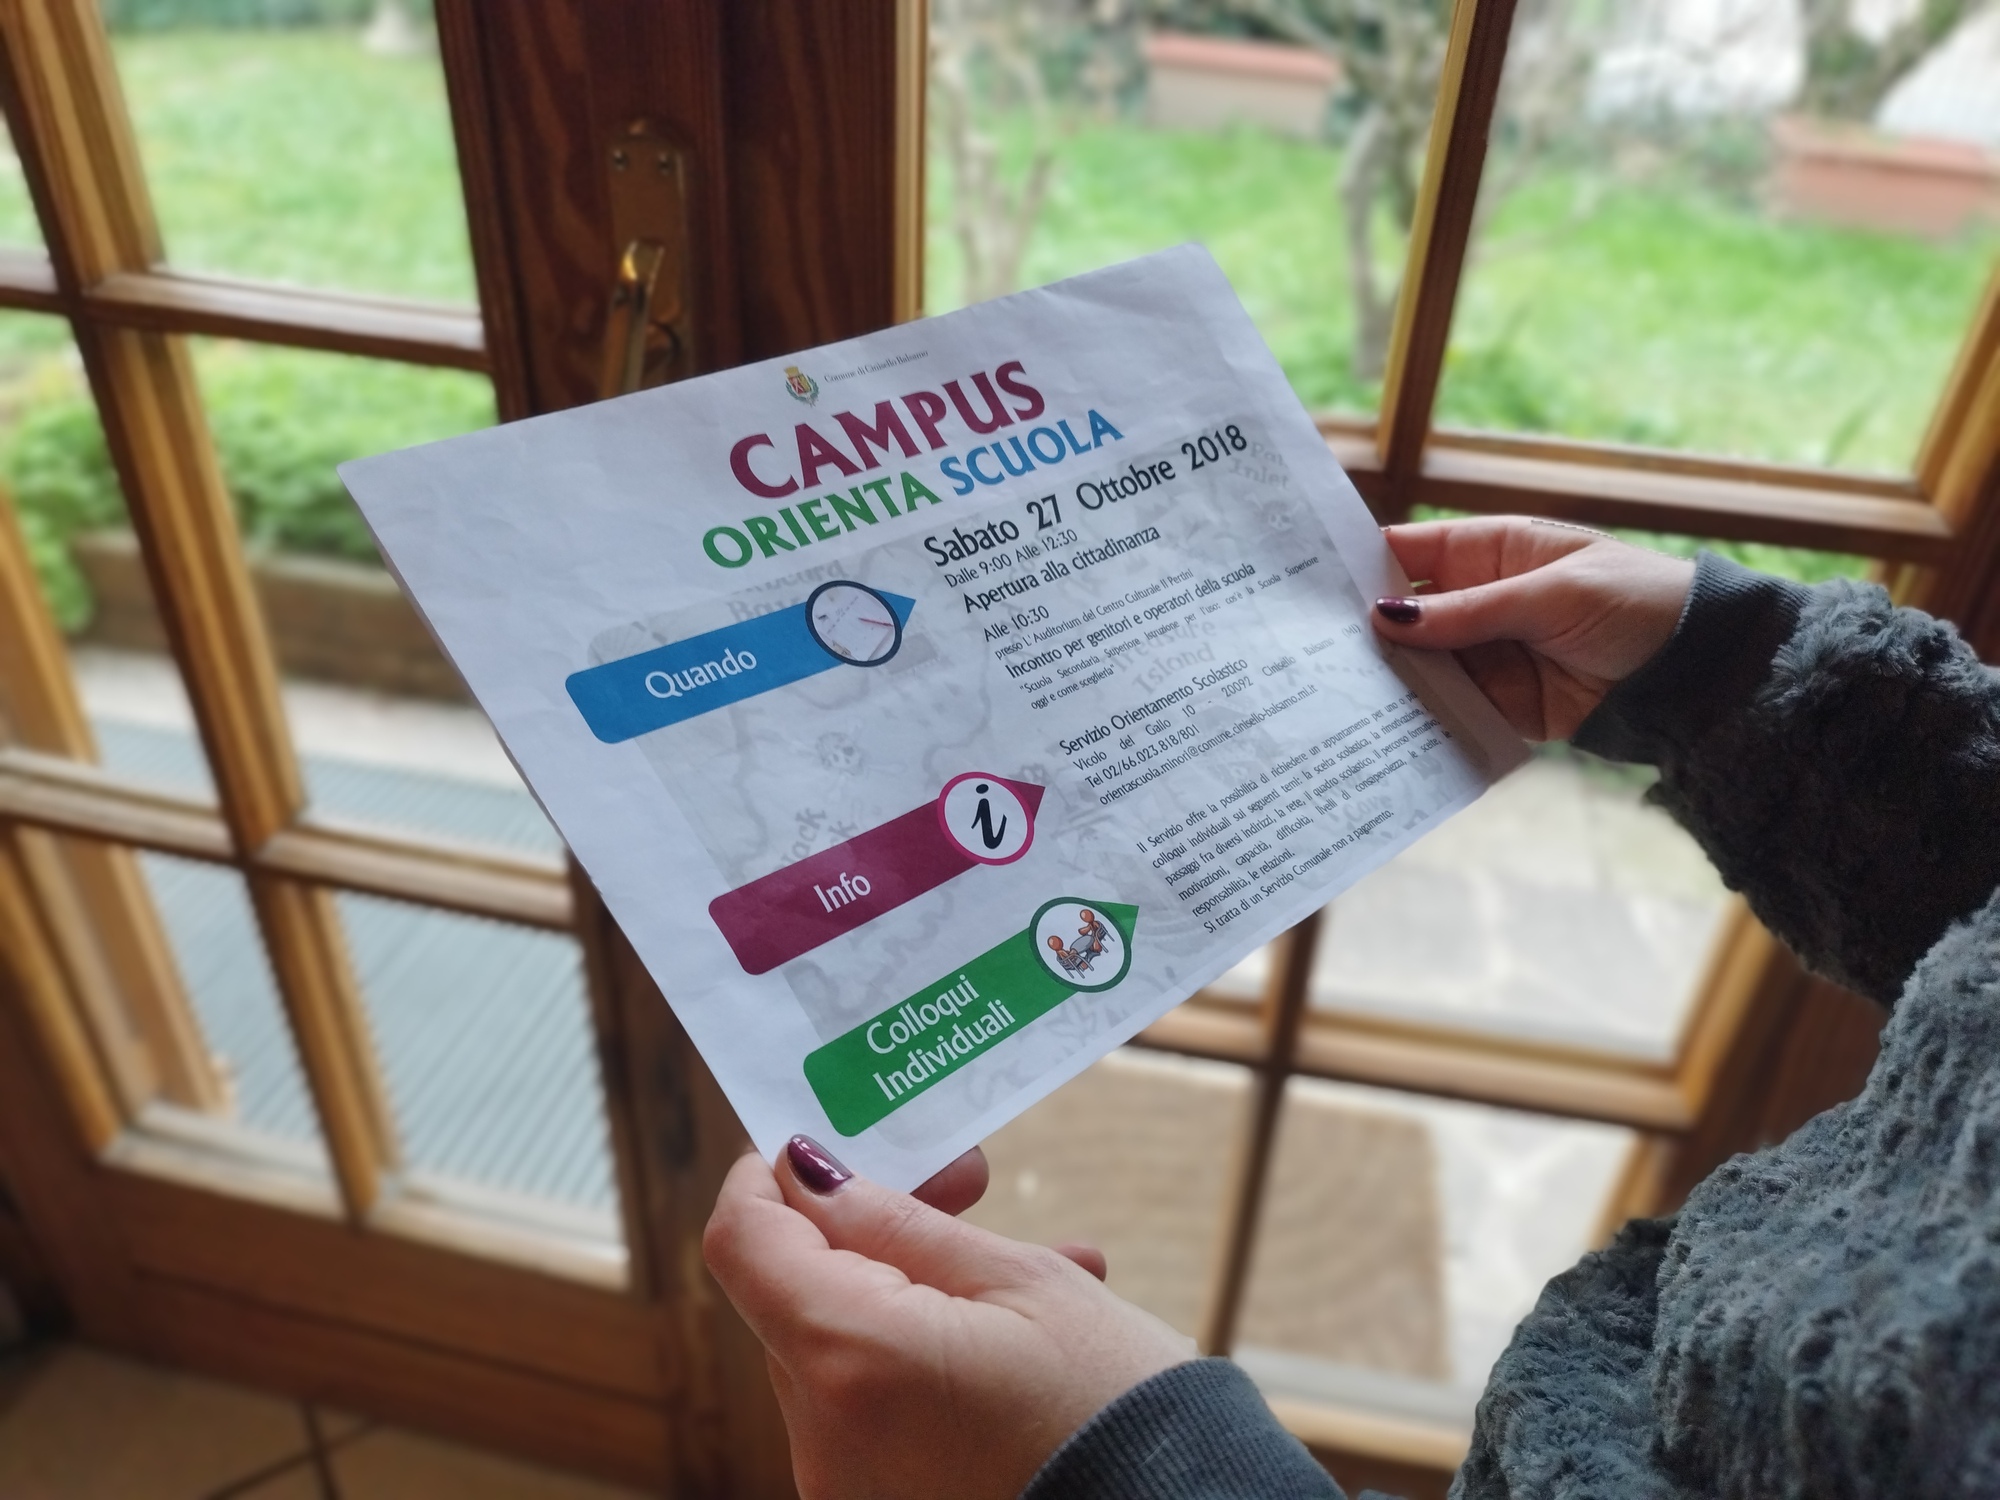 Comune di Cinisello Balsamo
CAMPUS
ORIENTA SCUOLA
Quando
Sabato 27 Ottobre 2018
Dalle 9:00 Alle 12:30
Apertura alla cittadinanza
Alle 10:30
presso L'Auditorium del Centro Culturale Il Pertini
Incontro per genitori e operatori della scuola
"Scuola Secondaria Superiore Istruzione per l'uso: cos'è la Scuola Superiore
oggi e come sceglierla"
Info
i
Servizio Orientamento Scolastico
Vicolo del Gallo 10 - 20092 Cinisello Balsamo (MI)
Tel 02/66.023.818/801
orientascuola.minori@comune.cinisello-balsamo.mi.it
Colloqui
Individuali
Il Servizio offre la possibilità di richiedere un appuntamento per uno o più
colloqui individuali sui seguenti temi: la scelta scolastica, la rimotivazione,
passaggi fra diversi indirizzi, la rete, il quadro scolastico, il percorso formativo,
motivazioni, capacità, difficoltà, livelli di consapevolezza, le scelte, le
responsabilità, le relazioni.
Si tratta di un Servizio Comunale non a pagamento.
Treasure
Island